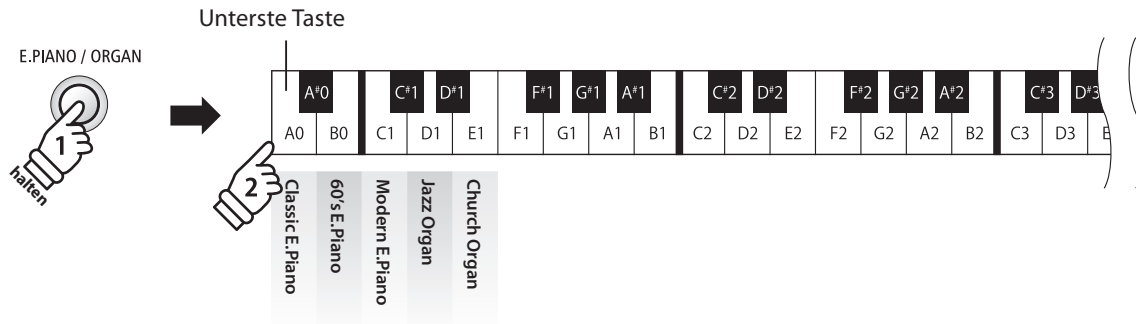 Unterste Taste
E.PIANO / ORGAN
1
halten
2
A#0 C#1 D#1 F#1 G#1 A#1 C#2 D#2 F#2 G#2 A#2 C#3 D#3
A0 B0 C1 D1 E1 F1 G1 A1 B1 C2 D2 E2 F2 G2 A2 B2 C3 D3
Classic E.Piano
60's E.Piano
Modern E.Piano
Jazz Organ
Church Organ